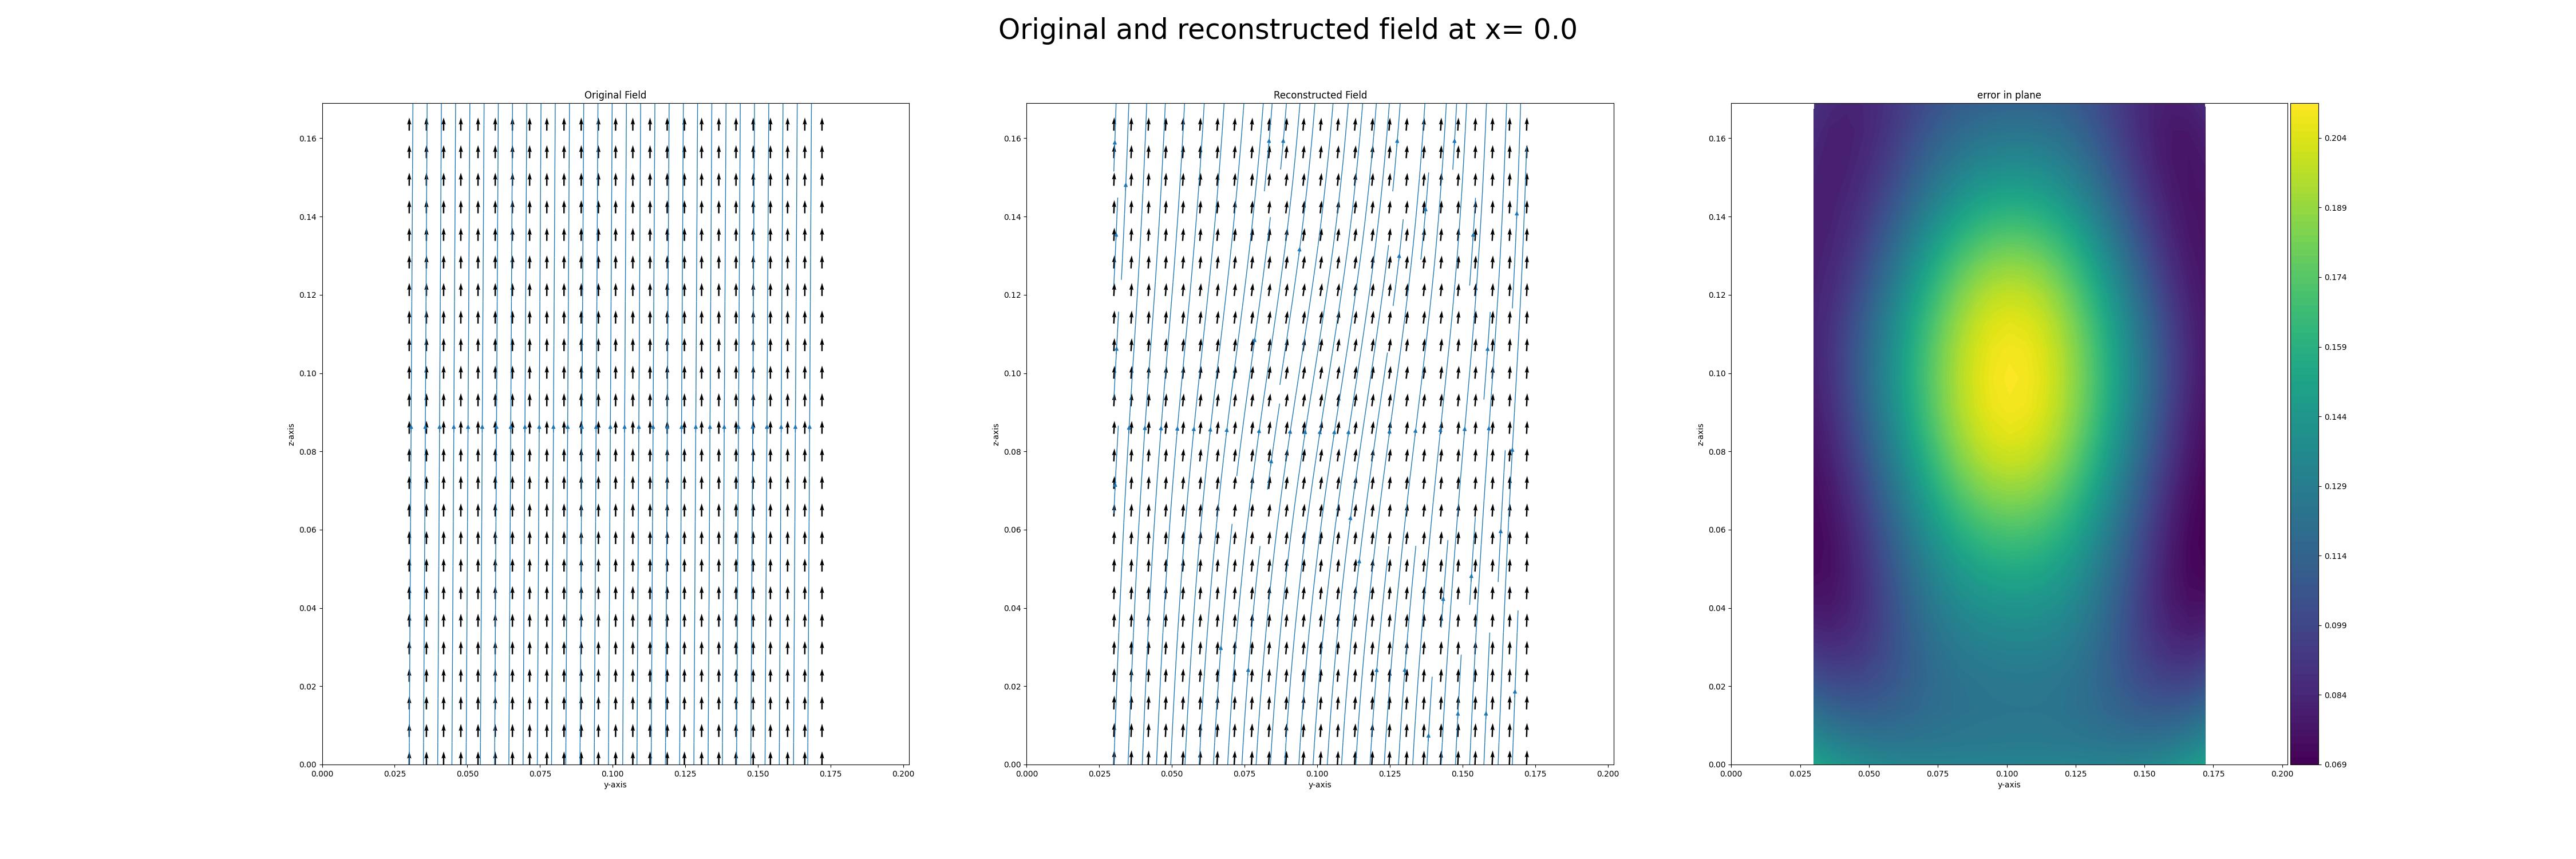 Original and reconstructed field at x= 0.0
Original Field
z-axis
0.16
0.14
0.12
0.10
0.08
0.06
0.04
0.02
0.00
0.000 0.025 0.050 0.075 0.100 0.125 0.150 0.175 0.200
y-axis
Reconstructed Field
z-axis
0.16
0.14
0.12
0.10
0.08
0.06
0.04
0.02
0.00
0.000 0.025 0.050 0.075 0.100 0.125 0.150 0.175 0.200
y-axis
error in plane
z-axis
0.16
0.14
0.12
0.10
0.08
0.06
0.04
0.02
0.00
0.000 0.025 0.050 0.075 0.100 0.125 0.150 0.175 0.200
y-axis
0.204
0.189
0.174
0.159
0.144
0.129
0.114
0.099
0.084
0.069